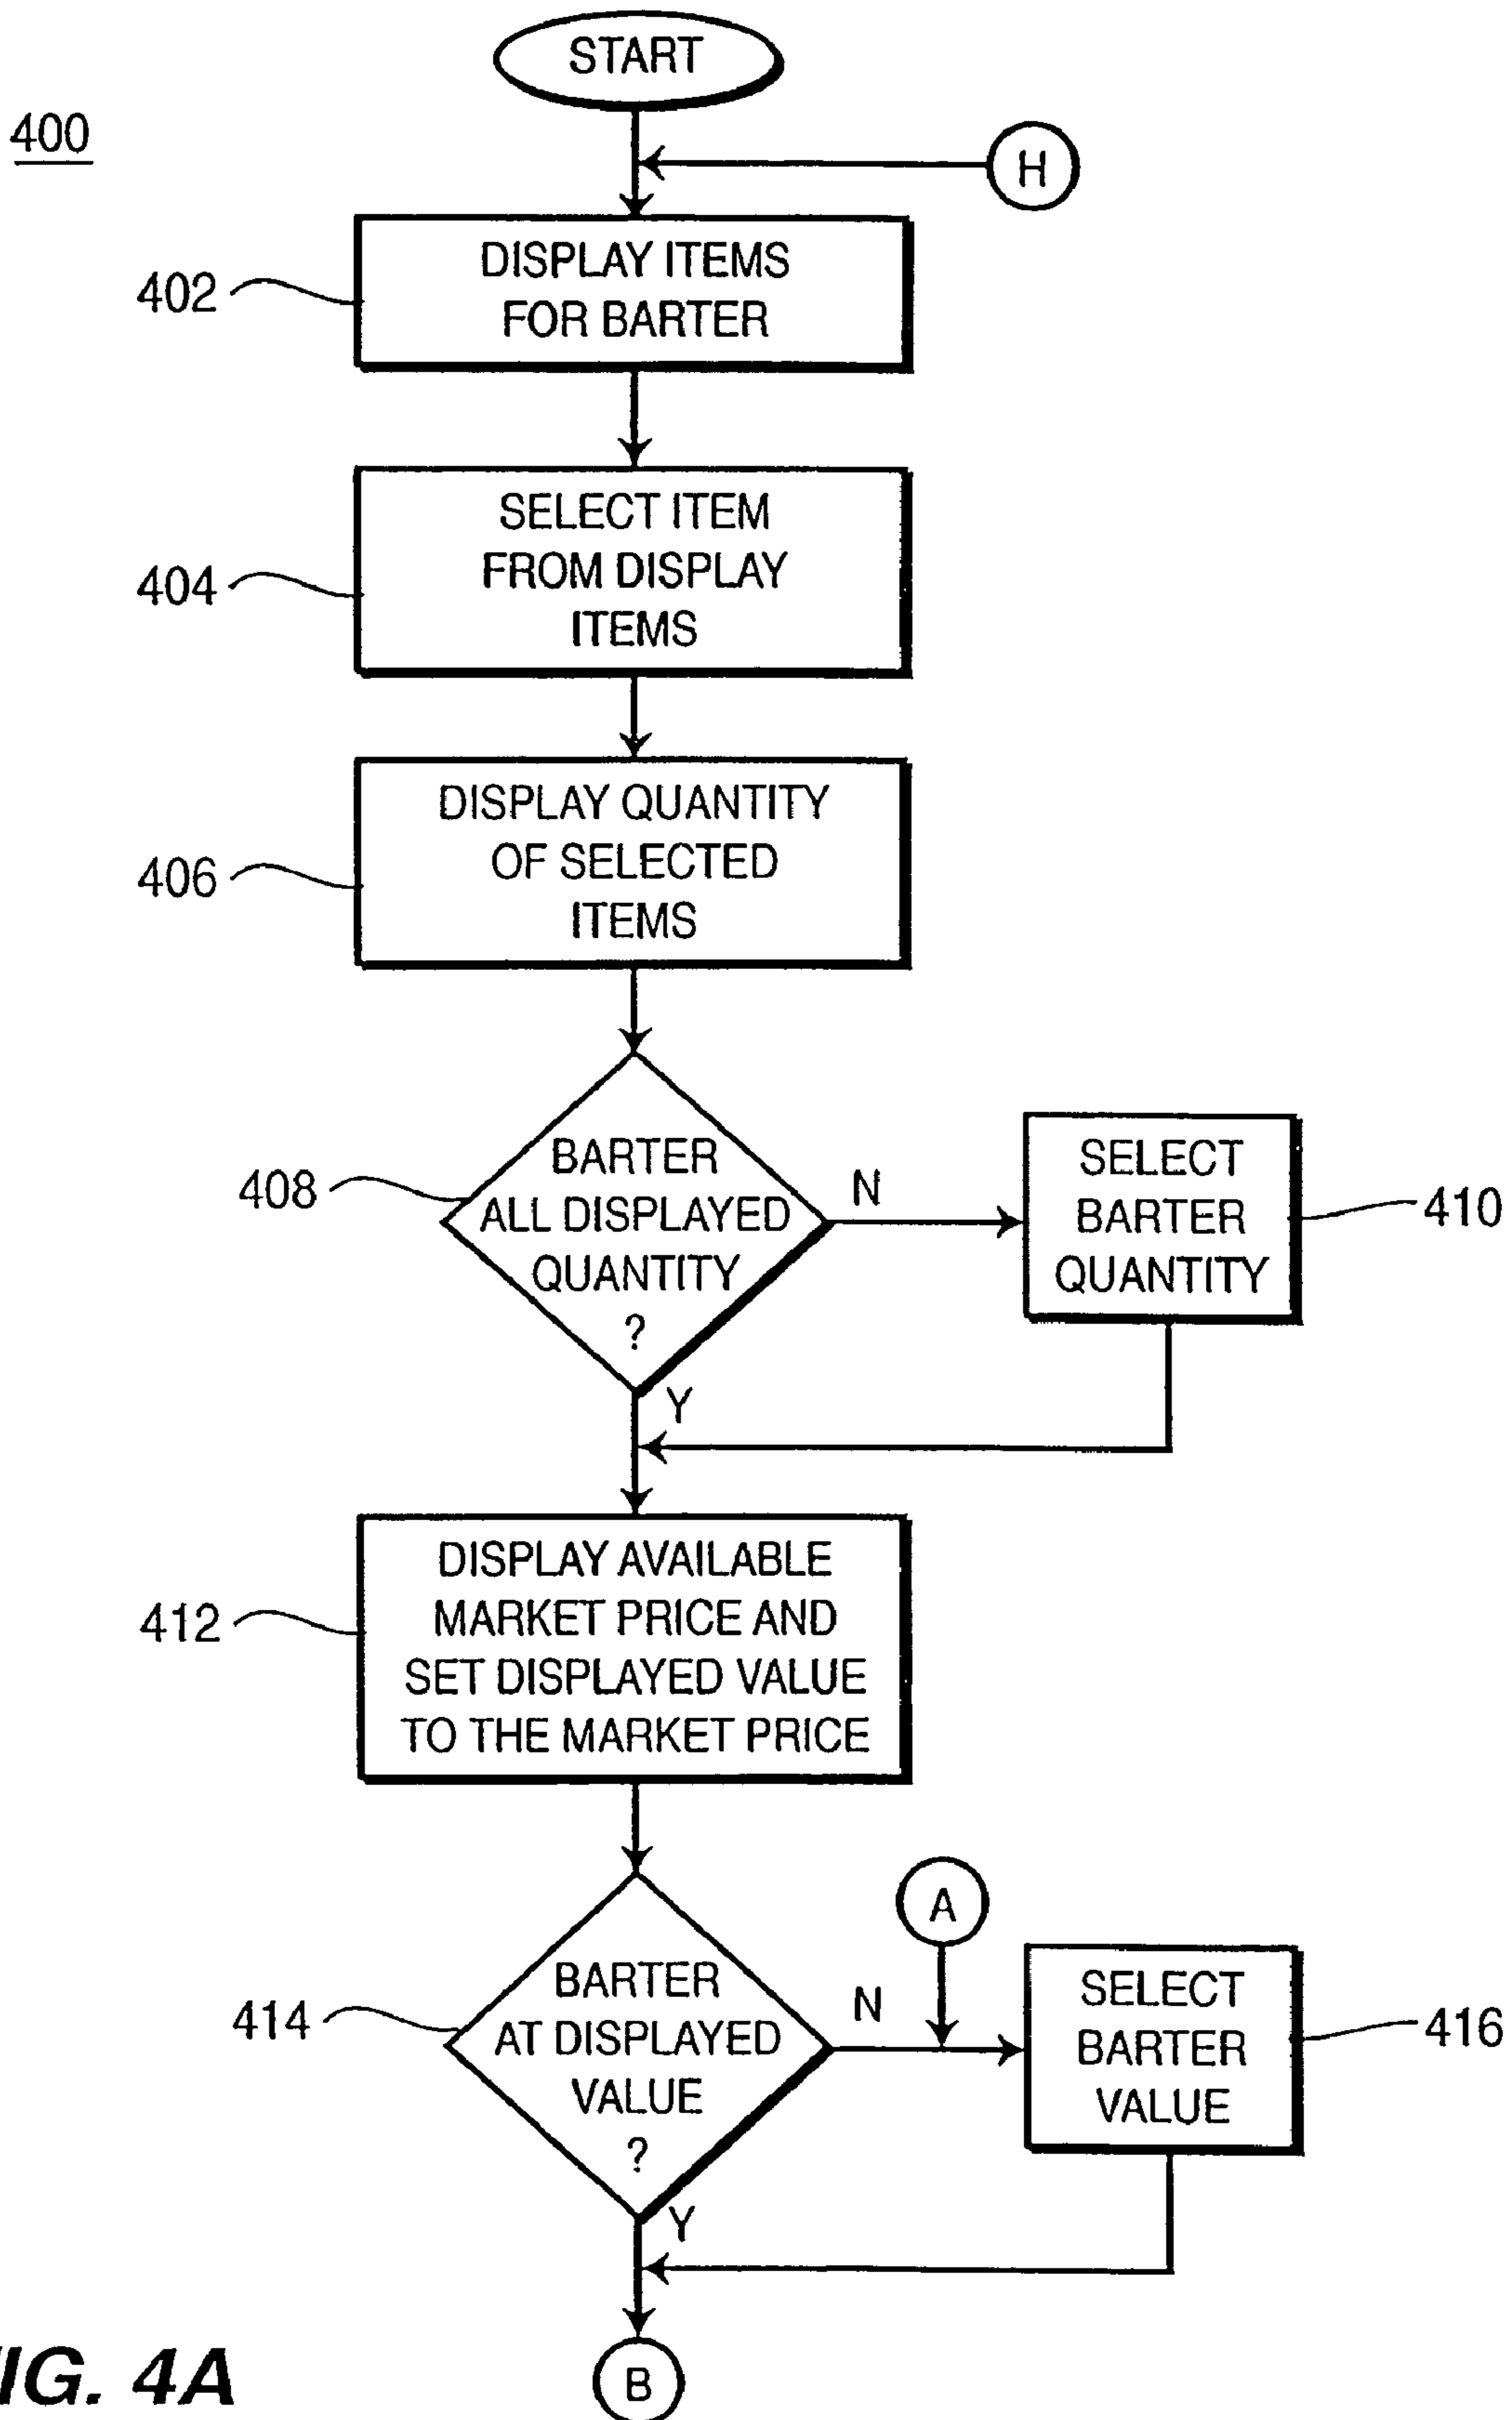 START
400
H
DISPLAY ITEMS
FOR BARTER
402
SELECT ITEM
FROM DISPLAY
ITEMS
404
DISPLAY QUANTITY
OF SELECTED
ITEMS
406
BARTER
ALL DISPLAYED
QUANTITY
?
408
N
SELECT
BARTER
QUANTITY
410
Y
DISPLAY AVAILABLE
MARKET PRICE AND
SET DISPLAYED VALUE
TO THE MARKET PRICE
412
A
BARTER
AT DISPLAYED
VALUE
?
414
N
SELECT
BARTER
VALUE
416
Y
B
IG. 4A